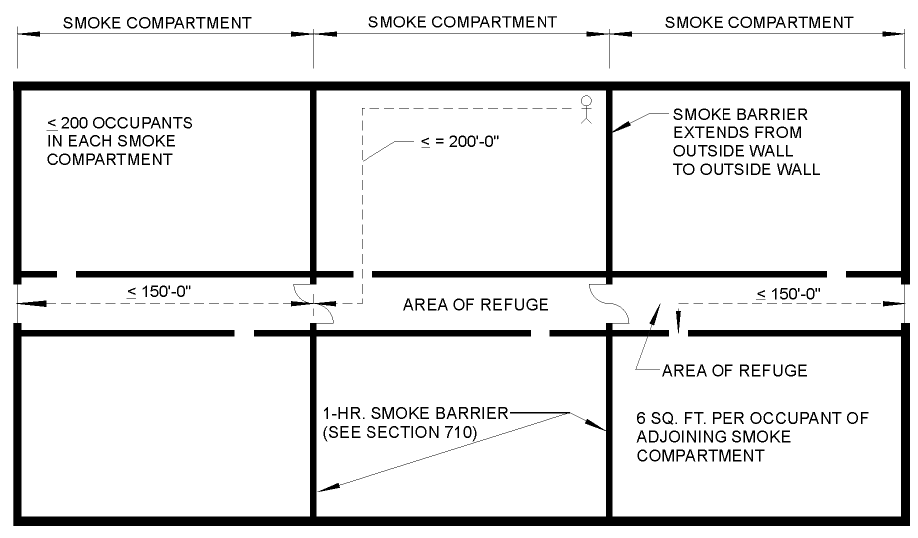 SMOKE COMPARTMENT
SMOKE COMPARTMENT
SMOKE COMPARTMENT
≤ 200 OCCUPANTS
IN EACH SMOKE
COMPARTMENT
≤ = 200'-0"
SMOKE BARRIER
EXTENDS FROM
OUTSIDE WALL
TO OUTSIDE WALL
≤ 150'-0"
AREA OF REFUGE
≤ 150'-0"
AREA OF REFUGE
1-HR. SMOKE BARRIER
(SEE SECTION 710)
6 SQ. FT. PER OCCUPANT OF
ADJOINING SMOKE
COMPARTMENT